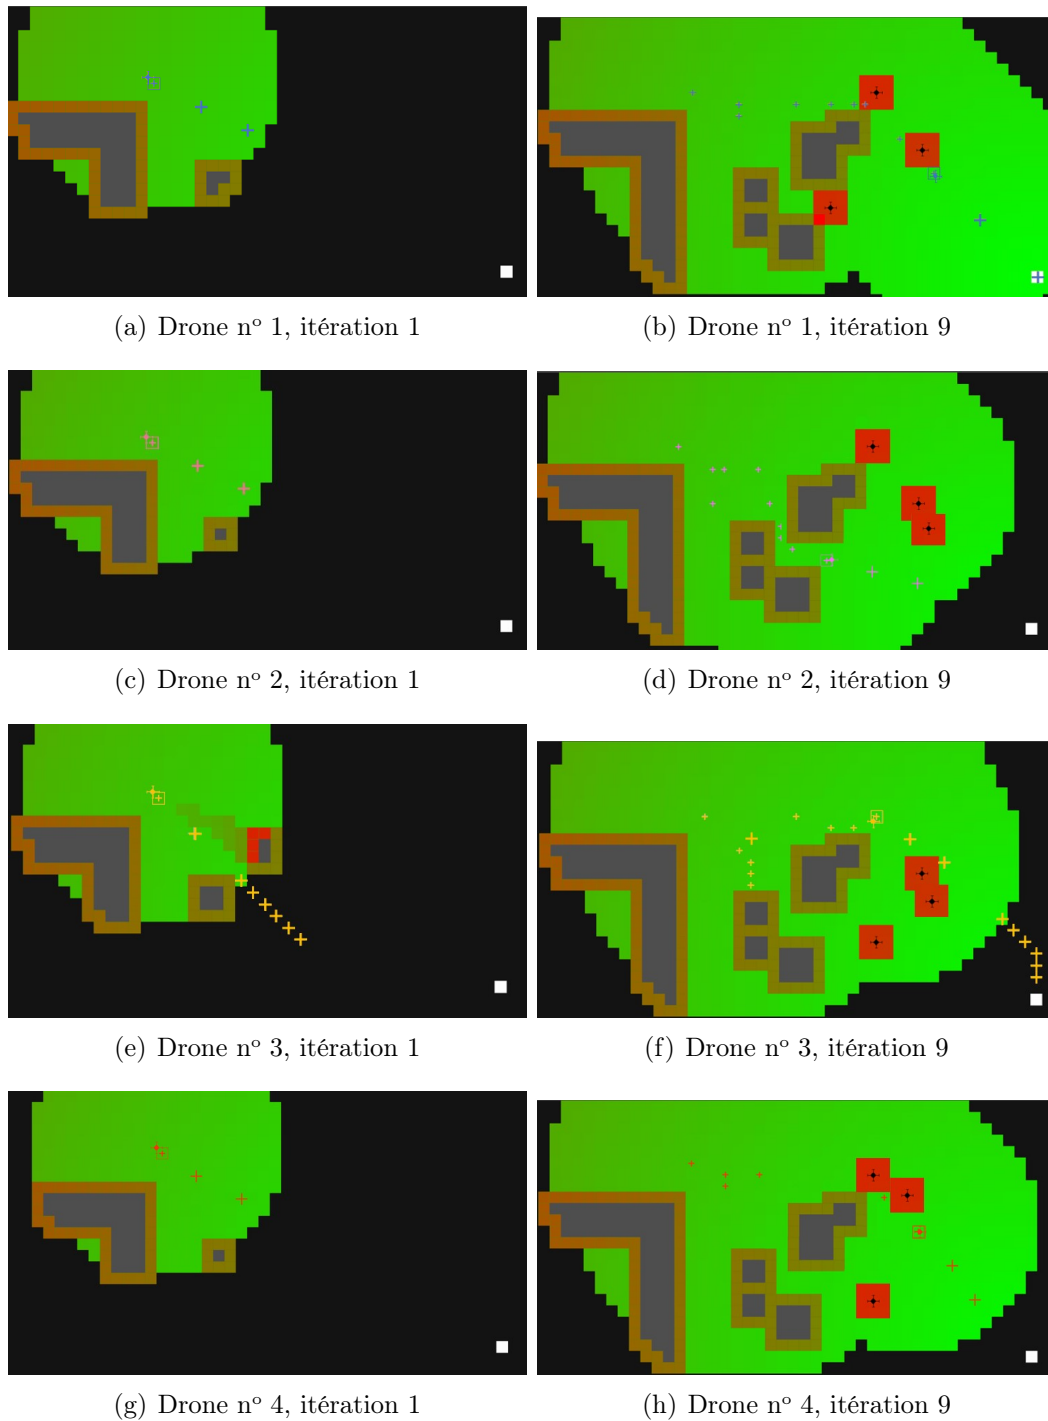 (a) Drone nº 1, itération 1
(b) Drone nº 1, itération 9
(c) Drone nº 2, itération 1
(d) Drone nº 2, itération 9
(e) Drone nº 3, itération 1
(f) Drone nº 3, itération 9
(g) Drone nº 4, itération 1
(h) Drone nº 4, itération 9